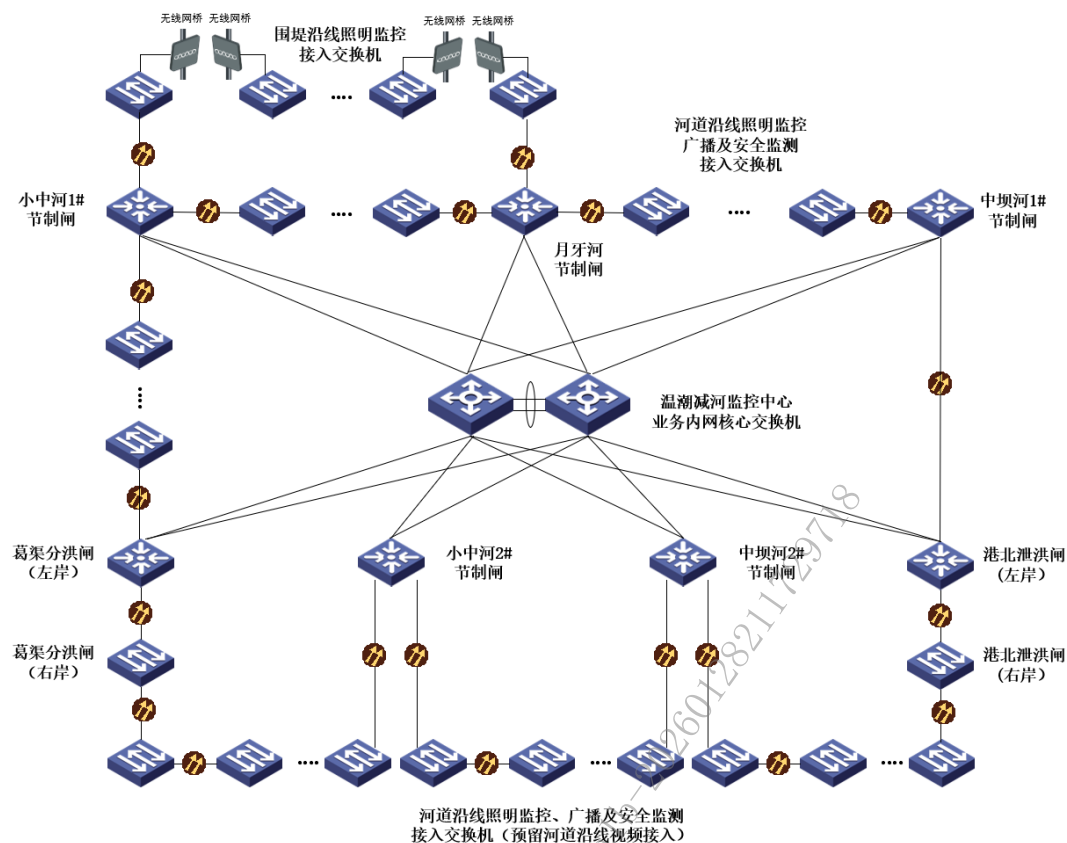 无线网桥 无线网桥
围堤沿线照明监控
接入交换机
无线网桥 无线网桥
河道沿线照明监控
广播及安全监测
接入交换机
小中河1#
节制闸
月牙河
节制闸
中坝河1#
节制闸
温潮减河监控中心
业务内网核心交换机
葛渠分洪闸
（左岸）
小中河2#
节制闸
中坝河2#
节制闸
港北泄洪闸
(左岸）
葛渠分洪闸
（右岸）
港北泄洪闸
(右岸）
河道沿线照明监控、广播及安全监测
接入交换机（预留河道沿线视频接入）